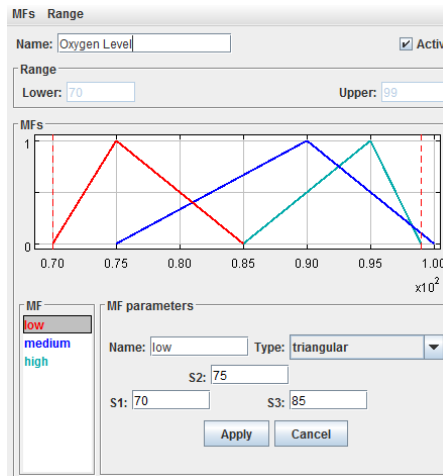 MFs Range
Name: Oxygen Level Activ
Range
Lower: 70 Upper: 99
MFs
1
0
0.70 0.75 0.80 0.85 0.90 0.95 1.00
x10²
MF
low
medium
high
MF parameters
Name: low Type: triangular
S2: 75
S1: 70 S3: 85
Apply Cancel